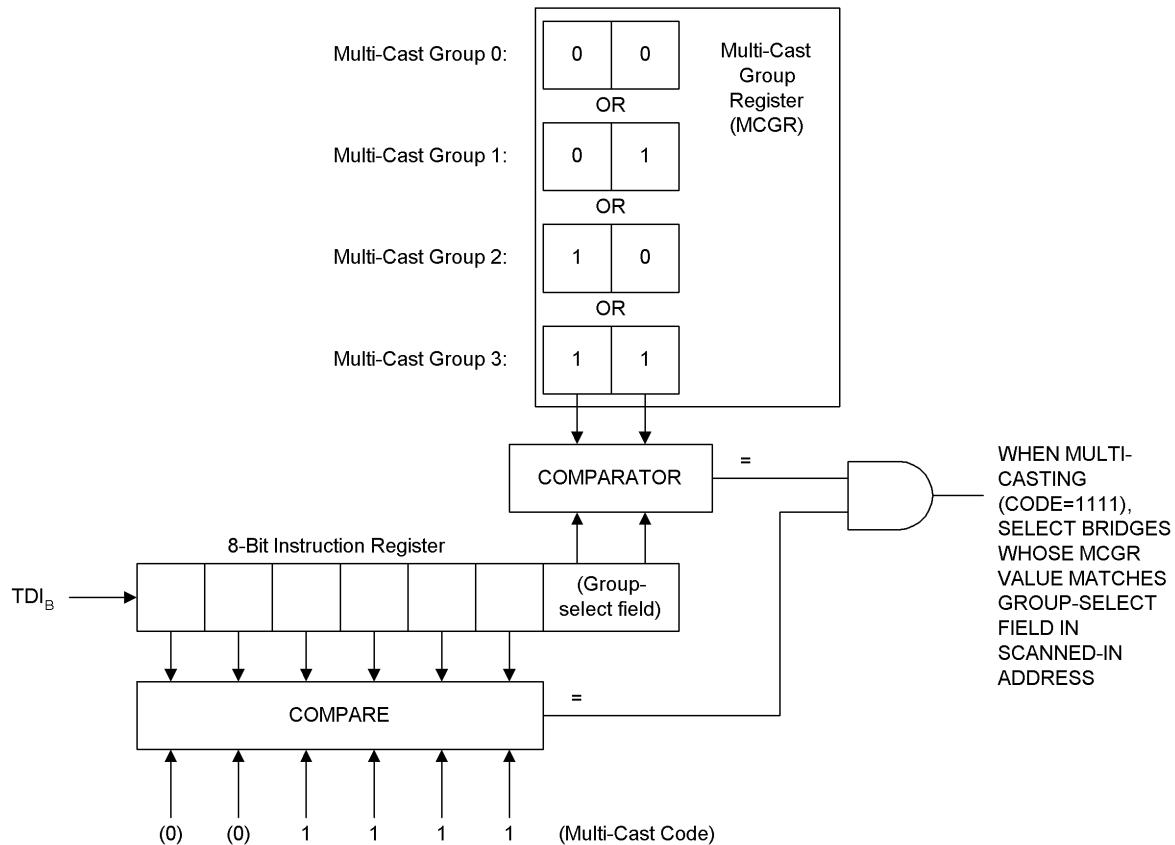 Multi-Cast Group 0:
0 0
Multi-Cast
Group
Register
(MCGR)
OR
Multi-Cast Group 1:
0 1
OR
Multi-Cast Group 2:
1 0
OR
Multi-Cast Group 3:
1 1
COMPARATOR
=
WHEN MULTI-
CASTING
(CODE=1111),
SELECT BRIDGES
WHOSE MCGR
VALUE MATCHES
GROUP-SELECT
FIELD IN
SCANNED-IN
ADDRESS
8-Bit Instruction Register
TDIB
(Group-
select field)
COMPARE
=
(0) (0) 1 1 1 1 (Multi-Cast Code)